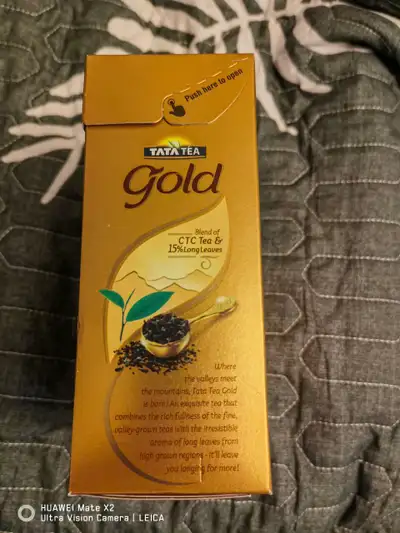 Push here to open
TATA TEA
gold
Blend of
CTC Tea &
15% Long Leaves
Where
the valleys meet
the mountains, Tata Tea Gold
is born! An exquisite tea that
combines the rich fullness of the fine,
valley-grown teas with the irresistible
aroma of long leaves from
high grown regions - it'll leave
you longing for more!
HUAWEI Mate X2
Ultra Vision Camera | LEICA